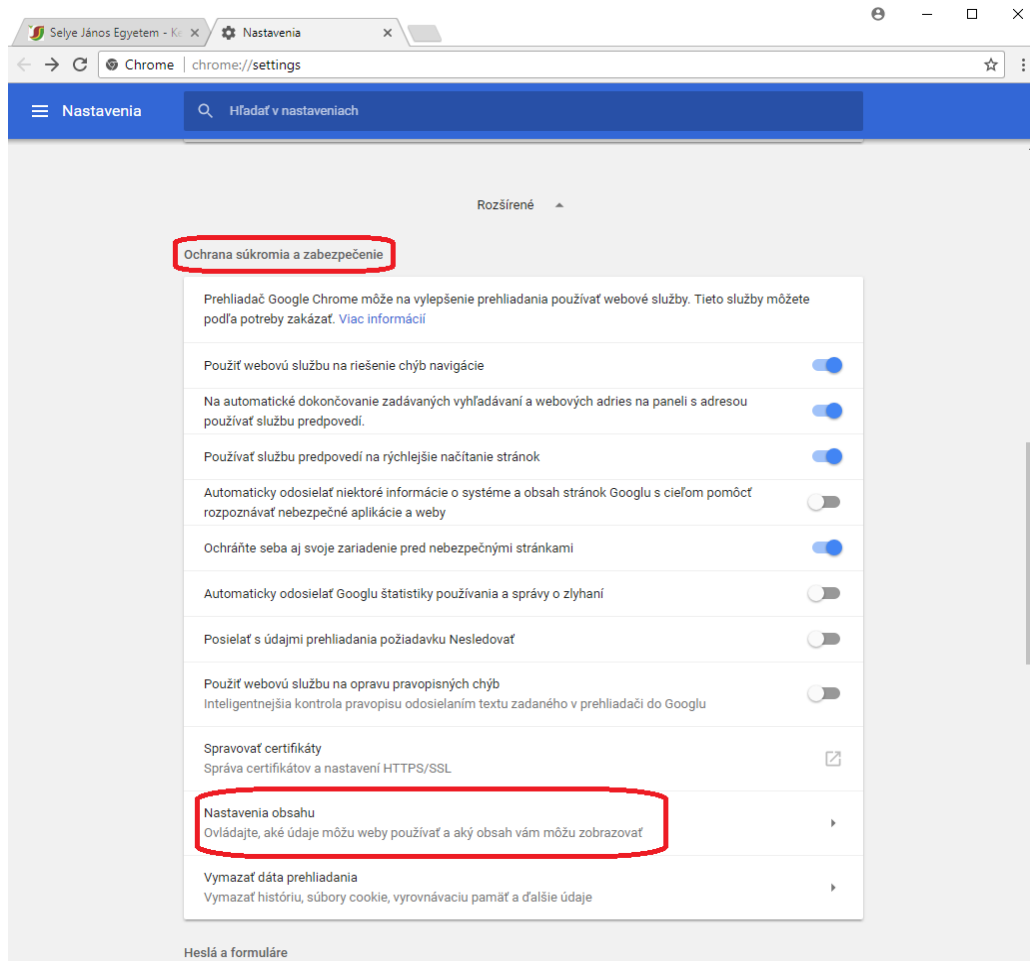 Selye János Egyetem - Ko
Nastavenia
Chrome
chrome://settings
Nastavenia
Hľadať v nastaveniach
Rozšírené
Ochrana súkromia a zabezpečenie
Prehliadač Google Chrome môže na vylepšenie prehliadania používať webové služby. Tieto služby môžete
podľa potreby zakázať. Viac informácií
Použiť webovú službu na riešenie chýb navigácie
Na automatické dokončovanie zadávaných vyhľadávaní a webových adries na paneli s adresou
používať službu predpovedí.
Používať službu predpovedí na rýchlejšie načítanie stránok
Automaticky odosielať niektoré informácie o systéme a obsah stránok Googlu s cieľom pomôcť
rozpoznávať nebezpečné aplikácie a weby
Ochráňte seba aj svoje zariadenie pred nebezpečnými stránkami
Automaticky odosielať Googlu štatistiky používania a správy o zlyhaní
Posielať s údajmi prehliadania požiadavku Nesledovať
Použiť webovú službu na opravu pravopisných chýb
Inteligentnejšia kontrola pravopisu odosielaním textu zadaného v prehliadači do Googlu
Spravovať certifikáty
Správa certifikátov a nastavení HTTPS/SSL
Nastavenia obsahu
Ovládajte, aké údaje môžu weby používať a aký obsah vám môžu zobrazovať
Vymazať dáta prehliadania
Vymazať históriu, súbory cookie, vyrovnávaciu pamäť a ďalšie údaje
Heslá a formuláre